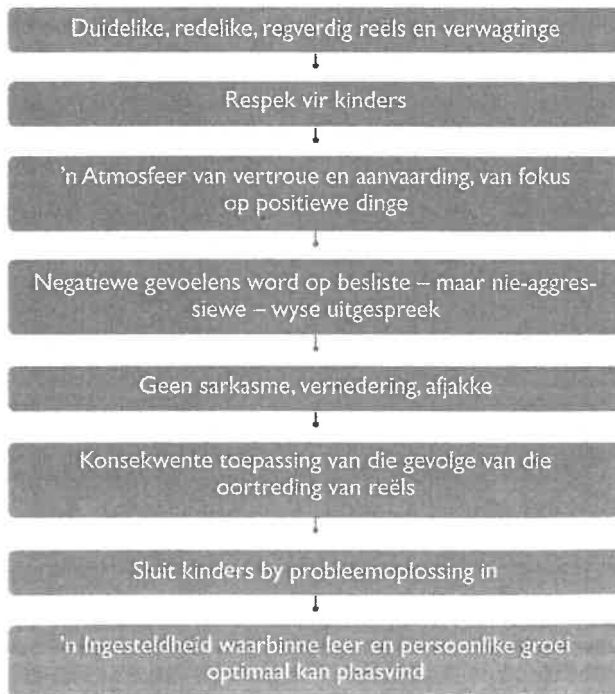 Duidelike, redelike, regverdig reëls en verwagtinge
Respek vir kinders
'n Atmosfeer van vertroue en aanvaarding, van fokus
op positiewe dinge
Negatiewe gevoelens word op besliste – maar nie-aggres-
siewe – wyse uitgespreek
Geen sarkasme, vernedering, afjakke
Konsekwente toepassing van die gevolge van die
oortreding van reëls
Sluit kinders by probleemoplossing in
'n Ingesteldheid waarbinne leer en persoonlike groei
optimaal kan plaasvind